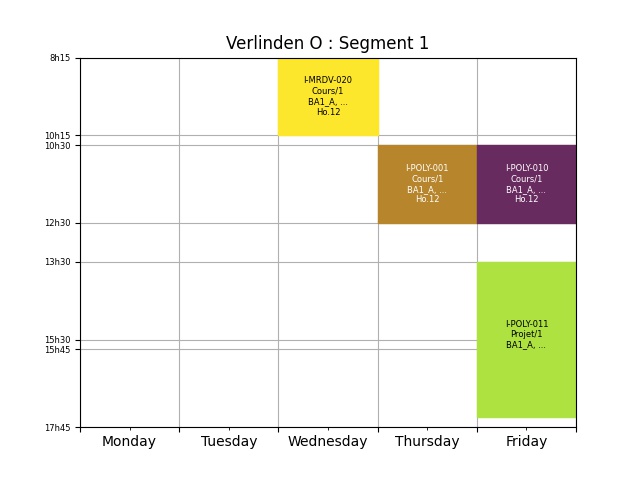 Verlinden O : Segment 1
8h15
10h15
10h30
12h30
13h30
15h30
15h45
17h45
I-MRDV-020
Cours/1
BA1_A, ...
Ho.12
I-POLY-001
Cours/1
BA1_A, ...
Ho.12
I-POLY-010
Cours/1
BA1_A, ...
Ho.12
I-POLY-011
Projet/1
BA1_A, ...
Monday
Tuesday
Wednesday
Thursday
Friday